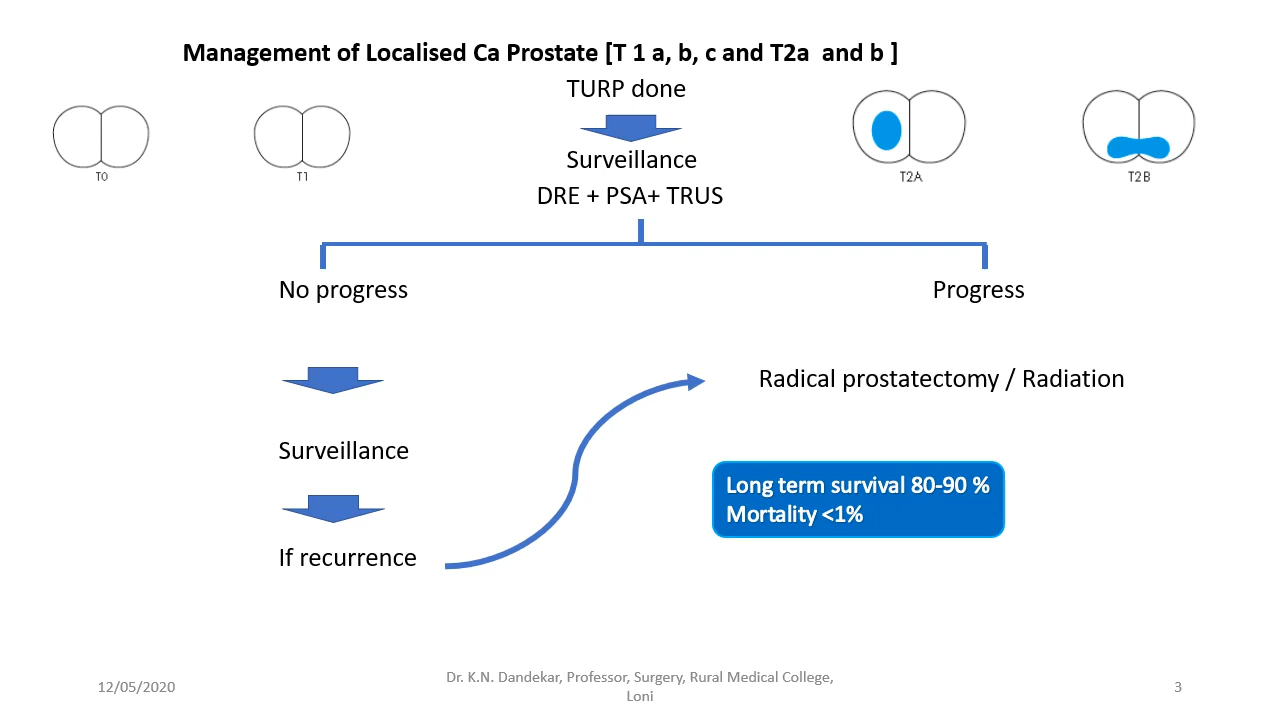 Management of Localised Ca Prostate [T 1 a, b, c and T2a and b ]
TURP done
T0
T1
Surveillance
T2A
T2B
DRE + PSA+ TRUS
No progress
Progress
Radical prostatectomy / Radiation
Surveillance
Long term survival 80-90 %
Mortality <1%
If recurrence
12/05/2020
Dr. K.N. Dandekar, Professor, Surgery, Rural Medical College,
Loni
3